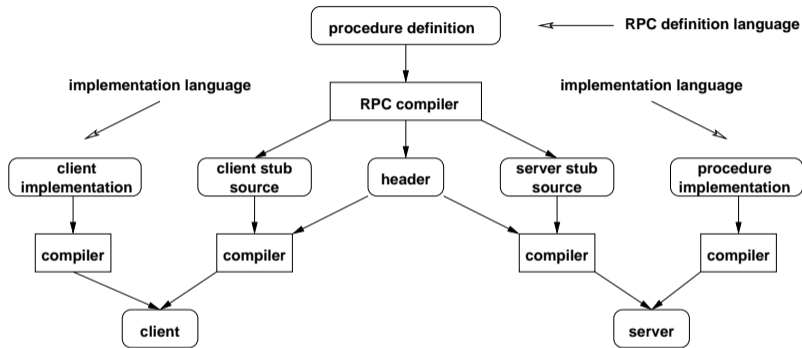 procedure definition
RPC definition language
implementation language
RPC compiler
implementation language
client
implementation
client stub
source
header
server stub
source
procedure
implementation
compiler
compiler
compiler
compiler
client
server